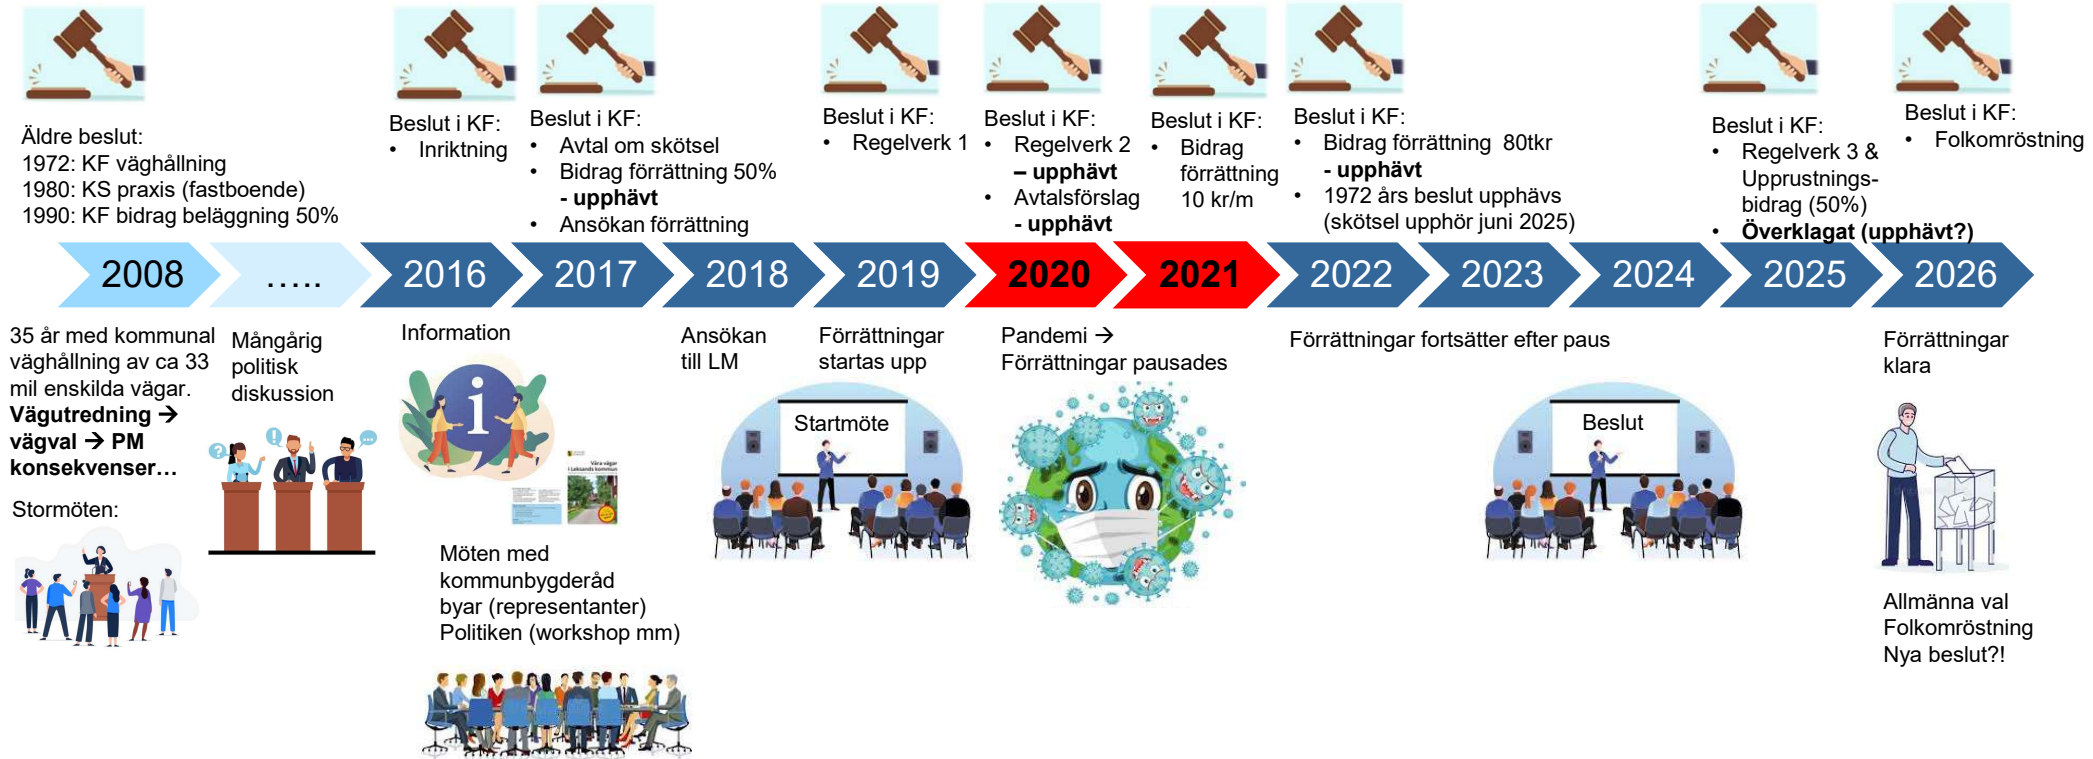 Äldre beslut:
1972: KF väghållning
1980: KS praxis (fastboende)
1990: KF bidrag beläggning 50%
Beslut i KF:
• Inriktning
Beslut i KF:
• Avtal om skötsel
• Bidrag förrättning 50%
- upphävt
• Ansökan förrättning
Beslut i KF:
• Regelverk 1
Beslut i KF:
• Regelverk 2
– upphävt
• Avtalsförslag
- upphävt
Beslut i KF:
• Bidrag
förrättning
10 kr/m
Beslut i KF:
• Bidrag förrättning 80tkr
- upphävt
• 1972 års beslut upphävs
(skötsel upphör juni 2025)
Beslut i KF:
• Regelverk 3 &
Upprustnings-
bidrag (50%)
• Överklagat (upphävt?)
Beslut i KF:
• Folkomröstning
2008
.....
2016
2017
2018
2019
2020
2021
2022
2023
2024
2025
2026
35 år med kommunal
väghållning av ca 33
mil enskilda vägar.
Vägutredning →
vägval → PM
konsekvenser…
Stormöten:
Mångårig
politisk
diskussion
Information
i
Våra vägar
i Leksands kommun
Möten med
kommunbygderåd
byar (representanter)
Politiken (workshop mm)
Ansökan
till LM
Förrättningar
startas upp
Startmöte
Pandemi →
Förrättningar pausades
Förrättningar fortsätter efter paus
Beslut
Förrättningar
klara
Allmänna val
Folkomröstning
Nya beslut?!